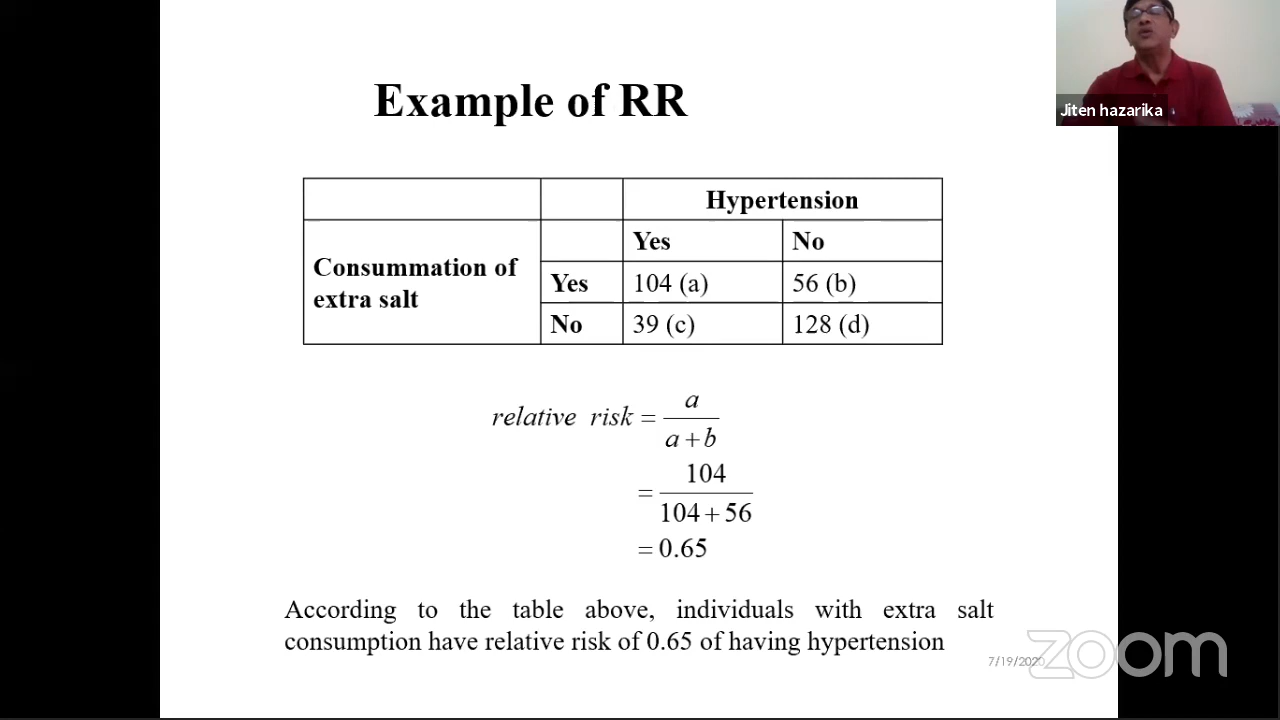 Example of RR
Jiten hazarika
Hypertension
Yes No
Consummation of
extra salt
Yes 104 (a) 56 (b)
No 39 (c) 128 (d)
relative risk = a / a + b
= 104 / 104 + 56
= 0.65
According to the table above, individuals with extra salt
consumption have relative risk of 0.65 of having hypertension
7/19/2020
zoom